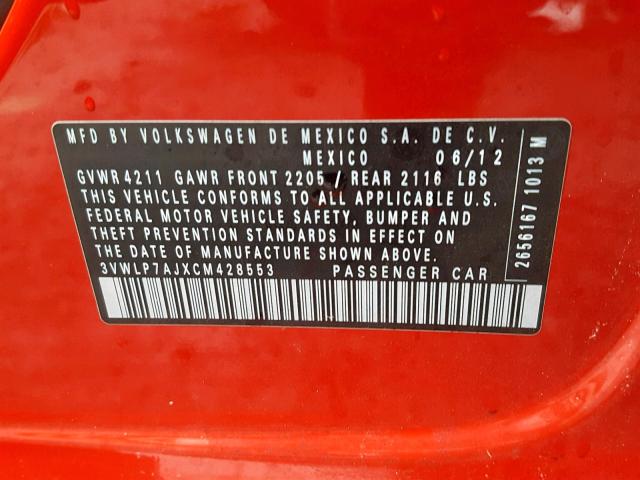 MFD BY VOLKSWAGEN DE MEXICO S.A. DE C.V.
MEXICO 06/12
GVWR 4211 GAWR FRONT 2205 / REAR 2116 LBS
THIS VEHICLE CONFORMS TO ALL APPLICABLE U.S.
FEDERAL MOTOR VEHICLE SAFETY, BUMPER AND
THEFT PREVENTION STANDARDS IN EFFECT ON
THE DATE OF MANUFACTURE SHOWN ABOVE.
3VWLP7AJXCM428553 PASSENGER CAR
2656167 1013 M